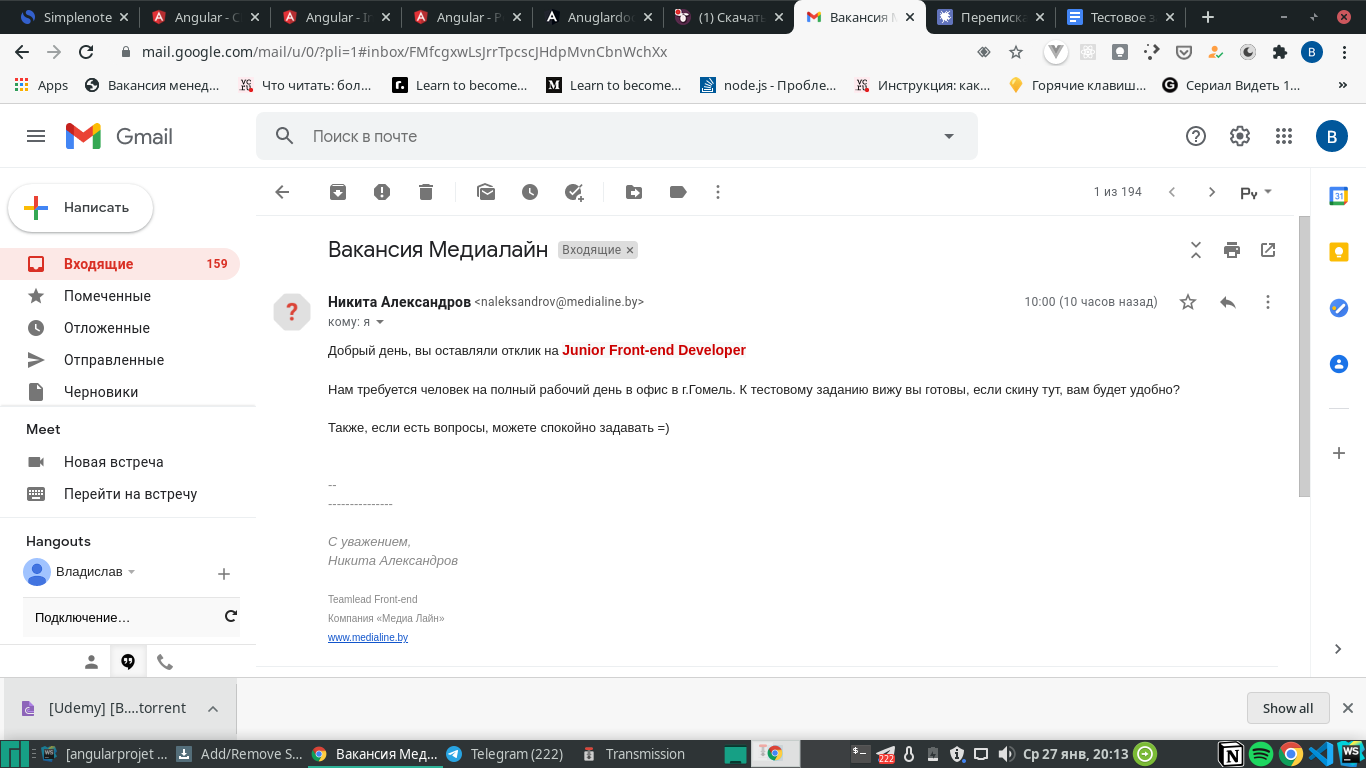 Simplenote
Angular - C
Angular - Ir
Angular - P
Anuglardo
(1) Скачать
Вакансия М
Переписка
Тестовое з
mail.google.com/mail/u/0/?pli=1#inbox/FMfcgxwLsJrrTpcscJHdpMvnCbnWchXx
B
Apps
Вакансия менед...
Что читать: бол...
Learn to become...
Learn to become...
node.js - Пробле...
Инструкция: как...
Горячие клавиш...
Сериал Видеть 1...
»
Gmail
Поиск в почте
В
Написать
1 из 194
Ру
31
Входящие
159
Помеченные
Отложенные
Отправленные
Черновики
Вакансия Медиалайн
Входящие ×
Никита Александров <naleksandrov@medialine.by>
10:00 (10 часов назад)
кому: я
Добрый день, вы оставляли отклик на Junior Front-end Developer
Нам требуется человек на полный рабочий день в офис в г.Гомель. К тестовому заданию вижу вы готовы, если скину тут, вам будет удобно?
Также, если есть вопросы, можете спокойно задавать =)
--
---------------
С уважением,
Никита Александров
Teamlead Front-end
Компания «Медиа Лайн»
www.medialine.by
Meet
Новая встреча
Перейти на встречу
Hangouts
Владислав
Подключение…
[Udemy] [B....torrent
Show all
[angularprojet ...
Add/Remove S...
Вакансия Мед...
Telegram (222)
Transmission
222
Ср 27 янв, 20:13